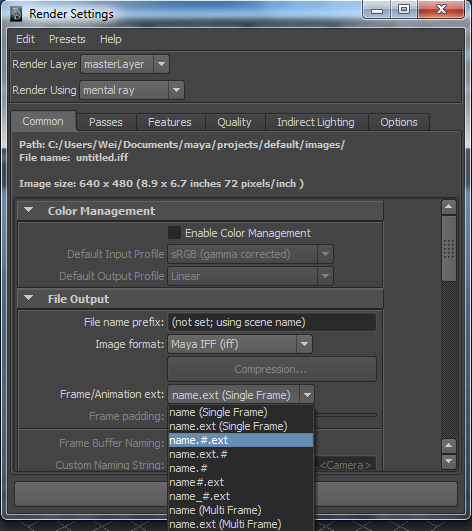 Render Settings
Edit Presets Help
Render Layer masterLayer
Render Using mental ray
Common Passes Features Quality Indirect Lighting Options
Path: C:/Users/Wei/Documents/maya/projects/default/images/
File name: untitled.iff
Image size: 640 x 480 (8.9 x 6.7 inches 72 pixels/inch )
Color Management
Enable Color Management
Default Input Profile sRGB (gamma corrected)
Default Output Profile Linear
File Output
File name prefix: (not set; using scene name)
Image format: Maya IFF (iff)
Compression...
Frame/Animation ext: name.ext (Single Frame)
Frame padding:
name (Single Frame)
name.ext (Single Frame)
Frame Buffer Naming: name.#.ext
name.ext.#
Custom Naming String: name.# .<Camera>
name#.ext
name_#.ext
name (Multi Frame)
name.ext (Multi Frame)